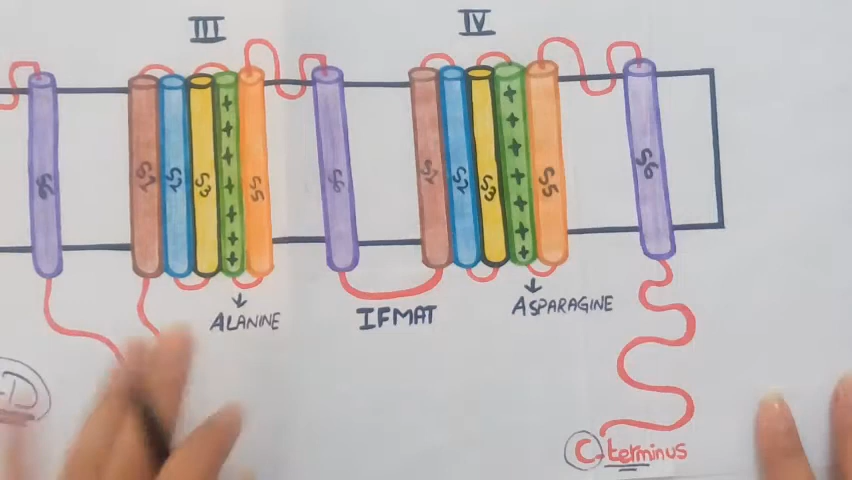 III
IV
S6
S1
S2
S3
+
+
+
+
+
+
+
S5
S6
S1
S2
S3
+
+
+
+
+
+
+
S5
S6
ALANINE
IFMAT
ASPARAGINE
-D
C-terminus